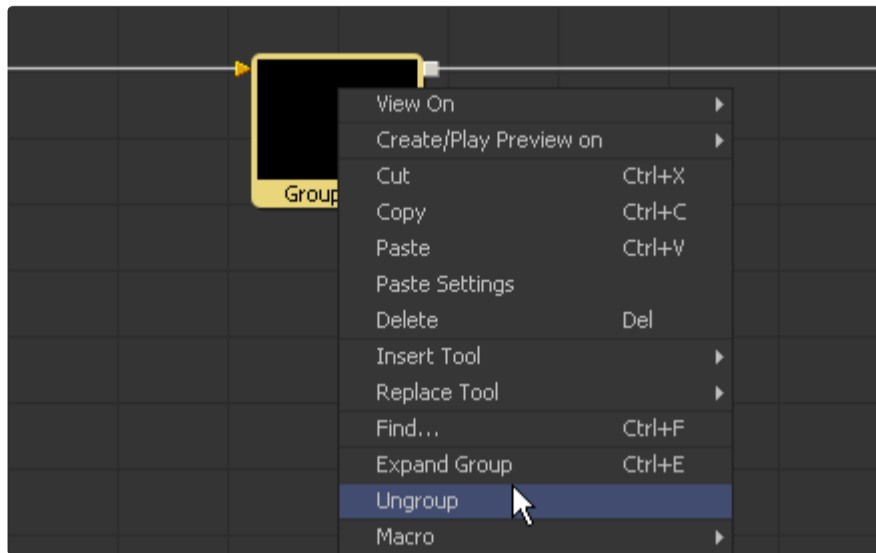 Group
View On
Create/Play Preview on
Cut Ctrl+X
Copy Ctrl+C
Paste Ctrl+V
Paste Settings
Delete Del
Insert Tool
Replace Tool
Find... Ctrl+F
Expand Group Ctrl+E
Ungroup
Macro